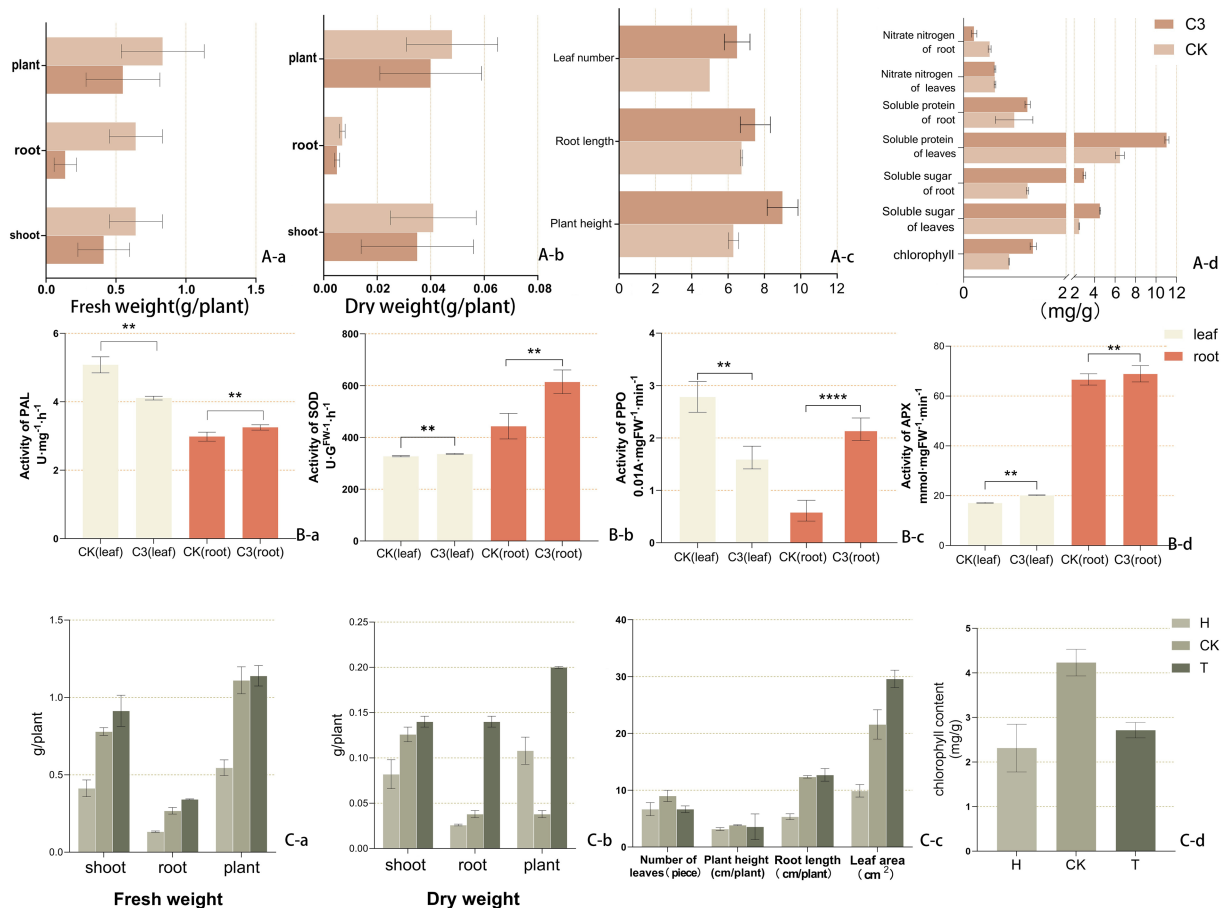 plant
root
shoot
0.0
0.5
1.0
1.5
Fresh weight(g/plant)
A-a
plant
root
shoot
0.00
0.02
0.04
0.06
0.08
Dry weight(g/plant)
A-b
Leaf number
Root length
Plant height
0
2
4
6
8
10
12
A-c
Nitrate nitrogen
of root
Nitrate nitrogen
of leaves
Soluble protein
of root
Soluble protein
of leaves
Soluble sugar
of root
Soluble sugar
of leaves
chlorophyll
0
2
2
4
6
8
10
12
mg/g)
A-d
C3
CK
Activity of PAL
U·mg⁻¹·h⁻¹
6
4
2
0
**
**
CK(leaf)
C3(leaf)
CK(root)
C3(root)
B-a
Activity of SOD
U·G^FW-1·h⁻¹
800
600
400
200
0
**
**
CK(leaf)
C3(leaf)
CK(root)
C3(root)
B-b
Activity of PPO
0.01A·mgFW⁻¹·min⁻¹
4
3
2
1
0
**
****
CK(leaf)
C3(leaf)
CK(root)
C3(root)
B-c
Activity of APX
mmol·mgFW⁻¹·min⁻¹
80
60
40
20
0
**
**
CK(leaf)
C3(leaf)
CK(root)
C3(root)
B-d
leaf
root
g/plant
1.5
1.0
0.5
0.0
shoot
root
plant
Fresh weight
C-a
g/plant
0.25
0.20
0.15
0.10
0.05
0.00
shoot
root
plant
Dry weight
C-b
40
30
20
10
0
Number of
leaves(piece)
Plant height
(cm/plant)
Root length
(cm/plant)
Leaf area
(cm²)
C-c
chlorophyll content
(mg/g)
5
4
3
2
1
0
H
CK
T
C-d
H
CK
T